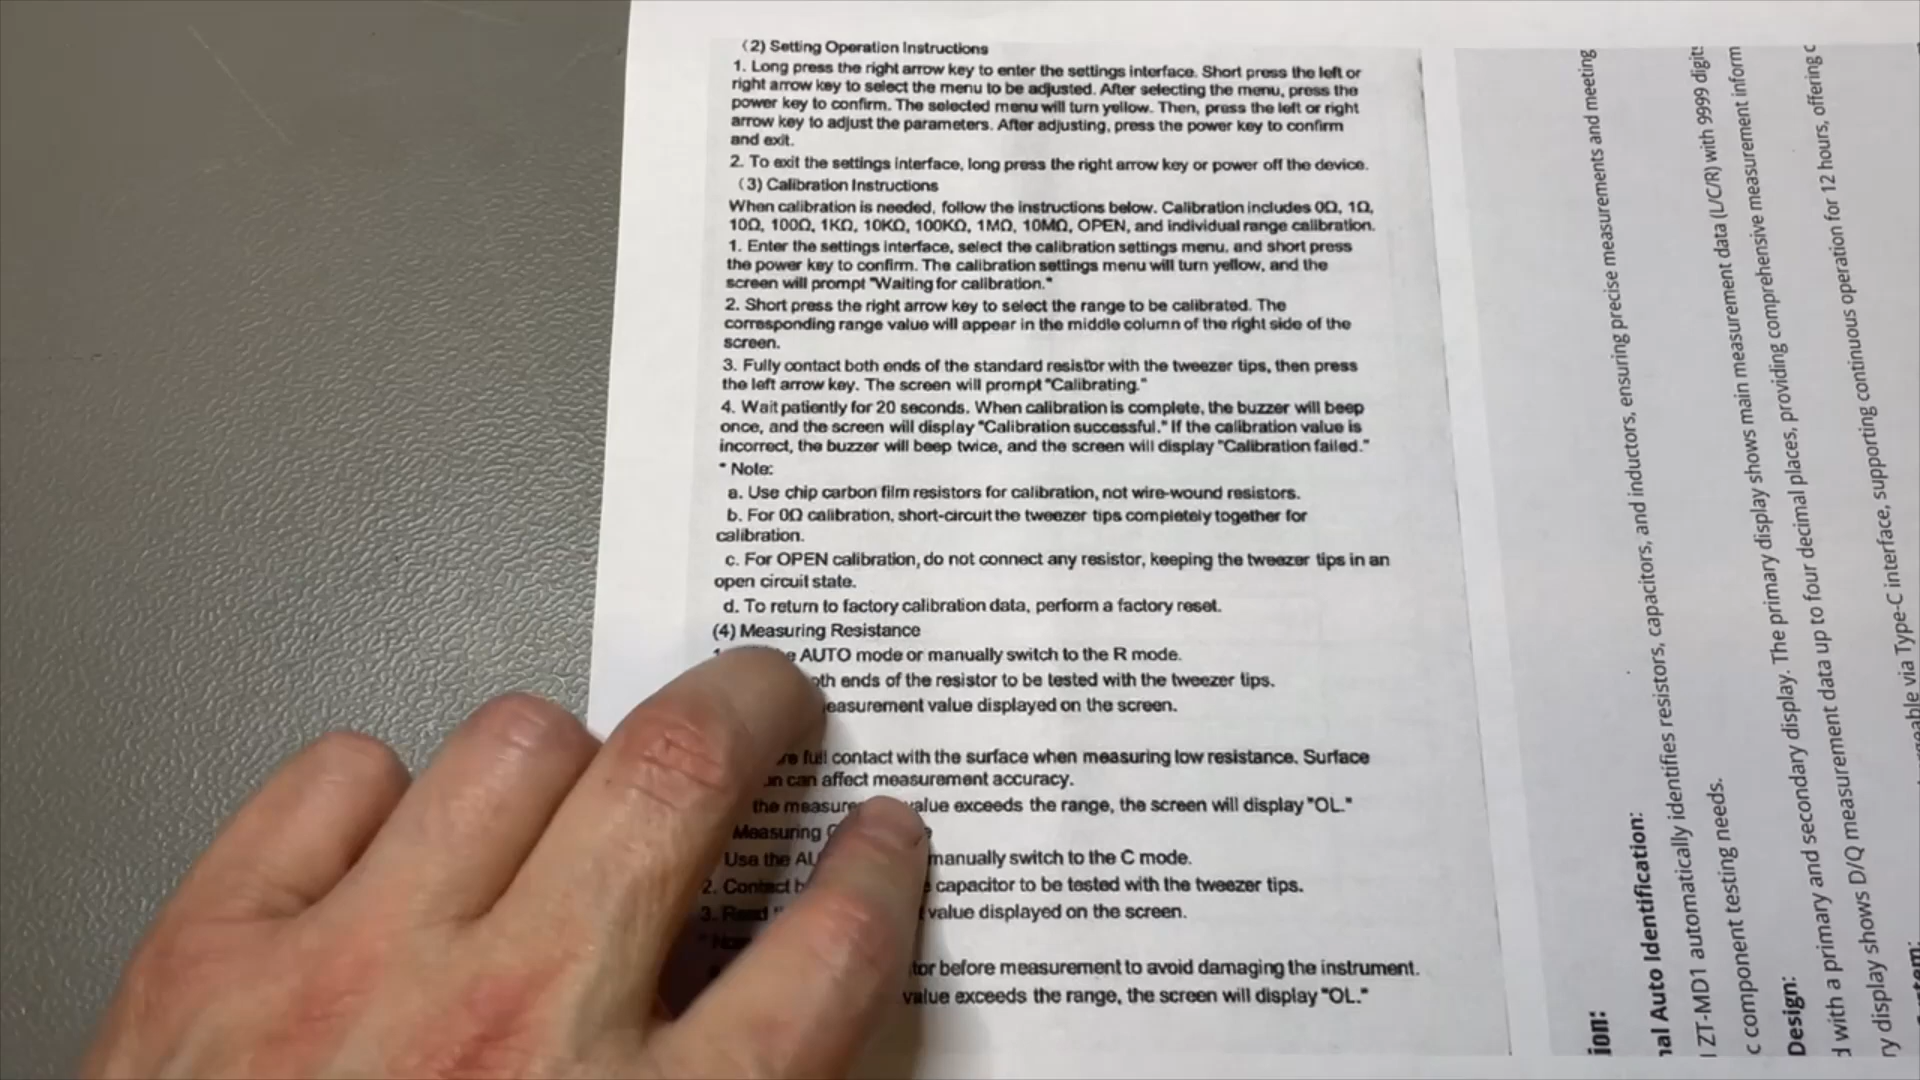 (2) Setting Operation Instructions
1. Long press the right arrow key to enter the settings interface. Short press the left or
right arrow key to select the menu to be adjusted. After selecting the menu, press the
power key to confirm. The selected menu will turn yellow. Then, press the left or right
arrow key to adjust the parameters. After adjusting, press the power key to confirm
and exit.
2. To exit the settings interface, long press the right arrow key or power off the device.
(3) Calibration Instructions
When calibration is needed, follow the instructions below. Calibration includes 0Ω, 1Ω,
10Ω, 100Ω, 1KΩ, 10KΩ, 100KΩ, 1MΩ, 10MΩ, OPEN, and individual range calibration.
1. Enter the settings interface, select the calibration settings menu, and short press
the power key to confirm. The calibration settings menu will turn yellow, and the
screen will prompt "Waiting for calibration."
2. Short press the right arrow key to select the range to be calibrated. The
corresponding range value will appear in the middle column of the right side of the
screen.
3. Fully contact both ends of the standard resistor with the tweezer tips, then press
the left arrow key. The screen will prompt "Calibrating."
4. Wait patiently for 20 seconds. When calibration is complete, the buzzer will beep
once, and the screen will display "Calibration successful." If the calibration value is
incorrect, the buzzer will beep twice, and the screen will display "Calibration failed."
* Note:
a. Use chip carbon film resistors for calibration, not wire-wound resistors.
b. For 0Ω calibration, short-circuit the tweezer tips completely together for
calibration.
c. For OPEN calibration, do not connect any resistor, keeping the tweezer tips in an
open circuit state.
d. To return to factory calibration data, perform a factory reset.
(4) Measuring Resistance
AUTO mode or manually switch to the R mode.
ends of the resistor to be tested with the tweezer tips.
value displayed on the screen.
full contact with the surface when measuring low resistance. Surface
can affect measurement accuracy.
the value exceeds the range, the screen will display "OL."
Measuring
Use the manually switch to the C mode.
2. Contact capacitor to be tested with the tweezer tips.
3. Read value displayed on the screen.
before measurement to avoid damaging the instrument.
value exceeds the range, the screen will display "OL."
ion:
nal Auto Identification:
ZT-MD1 automatically identifies resistors, capacitors, and inductors, ensuring precise measurements and meeting
c component testing needs.
Design:
d with a primary and secondary display. The primary display shows main measurement data (L/C/R) with 9999 digits
ry display shows D/Q measurement data up to four decimal places, providing comprehensive measurement inform
via Type-C interface, supporting continuous operation for 12 hours, offering c